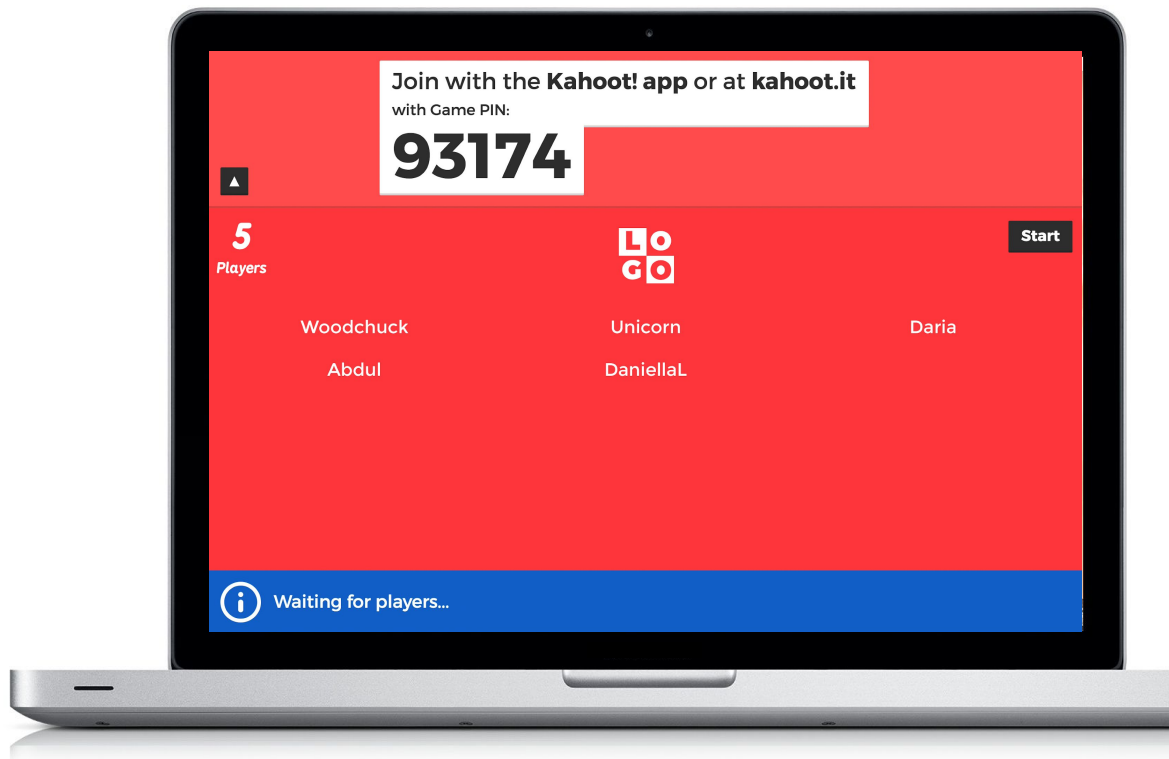 Join with the Kahoot! app or at kahoot.it
with Game PIN:
93174
5
Players
LO
GO
Start
Woodchuck Unicorn Daria
Abdul DaniellaL
Waiting for players...